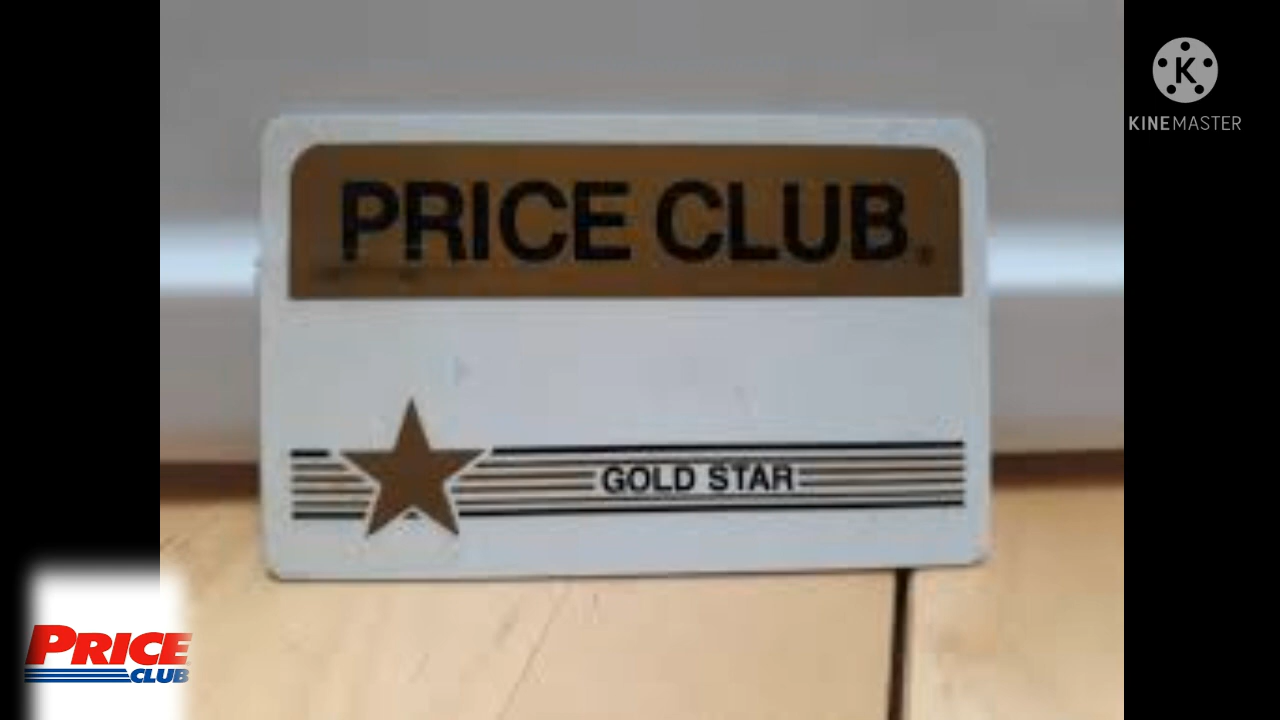 K
KINEMASTER
PRICE CLUB®
GOLD STAR
PRICE
CLUB